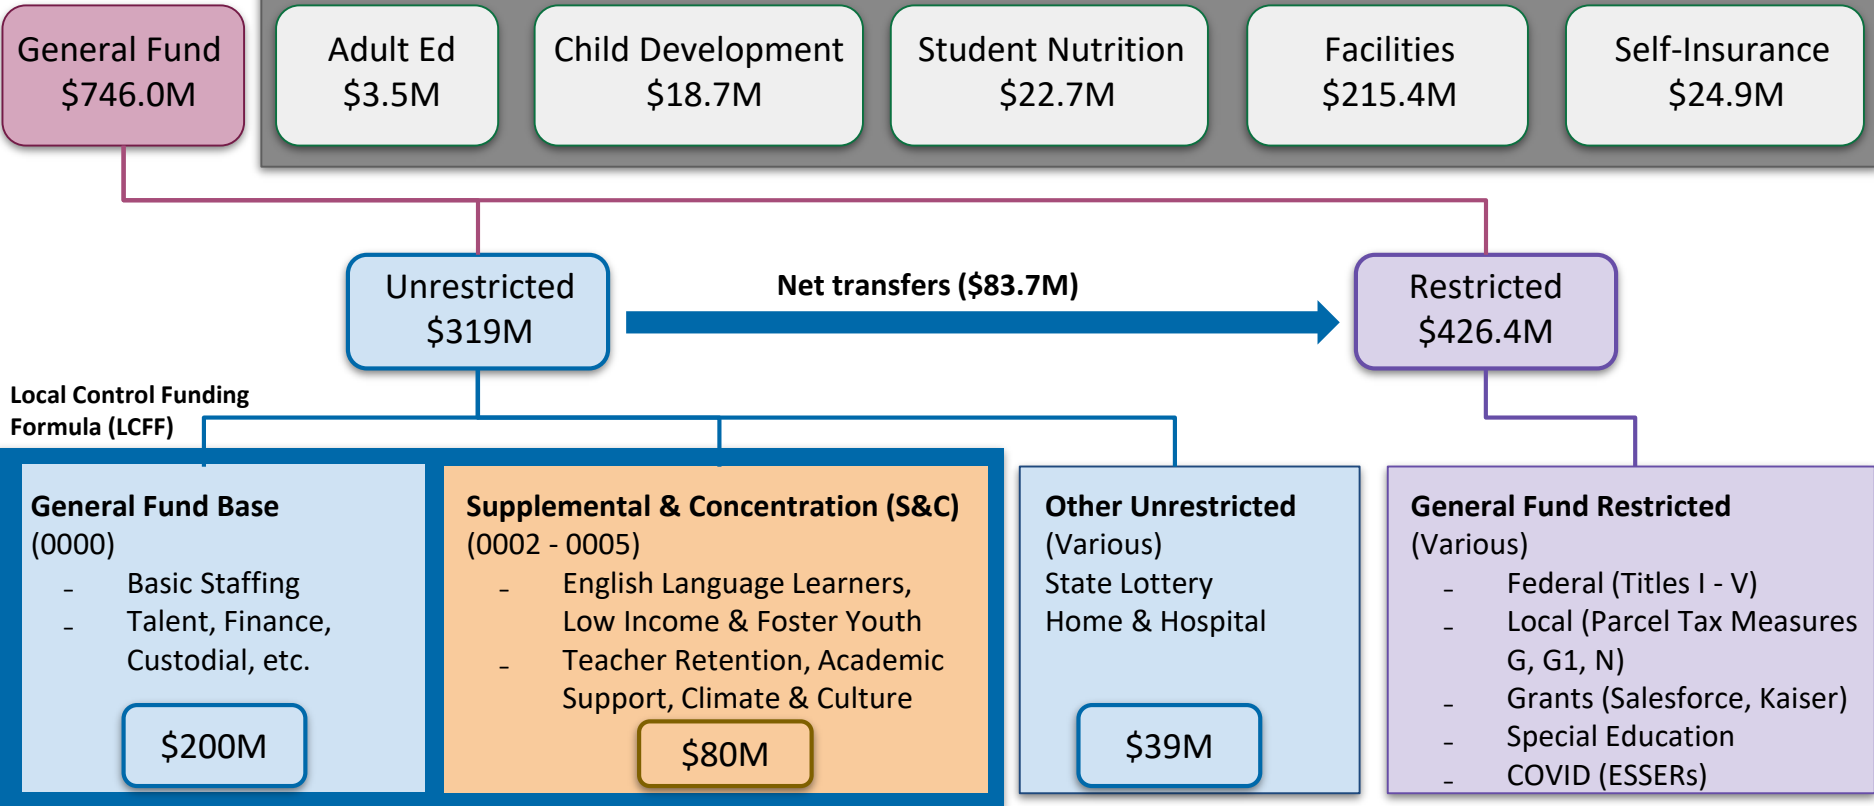 General Fund
$746.0M
Adult Ed
$3.5M
Child Development
$18.7M
Student Nutrition
$22.7M
Facilities
$215.4M
Self-Insurance
$24.9M
Unrestricted
$319M
Net transfers ($83.7M)
Restricted
$426.4M
Local Control Funding
Formula (LCFF)
General Fund Base
(0000)
- Basic Staffing
- Talent, Finance,
Custodial, etc.
$200M
Supplemental & Concentration (S&C)
(0002 - 0005)
- English Language Learners,
Low Income & Foster Youth
- Teacher Retention, Academic
Support, Climate & Culture
$80M
Other Unrestricted
(Various)
State Lottery
Home & Hospital
$39M
General Fund Restricted
(Various)
- Federal (Titles I - V)
- Local (Parcel Tax Measures
G, G1, N)
- Grants (Salesforce, Kaiser)
- Special Education
- COVID (ESSERs)